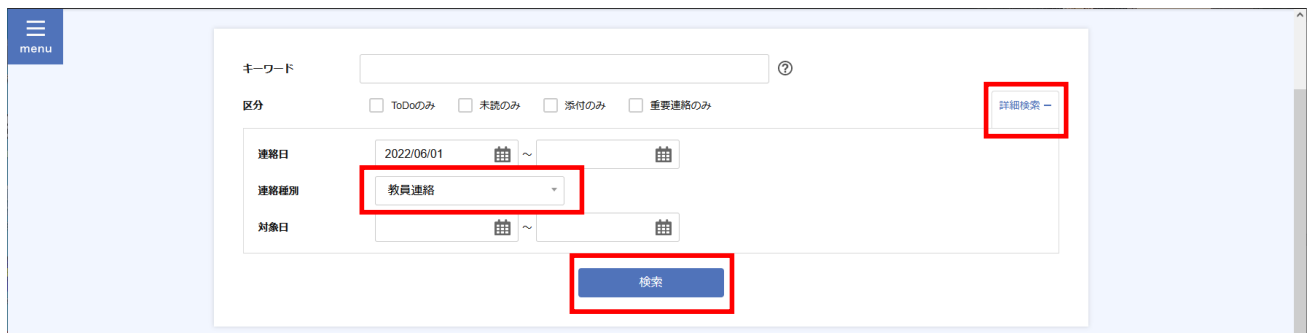 menu
キーワード
区分 ToDoのみ 未読のみ 添付のみ 重要連絡のみ 詳細検索 −
連絡日 2022/06/01 ～
連絡種別 教員連絡
対象日 ～
検索